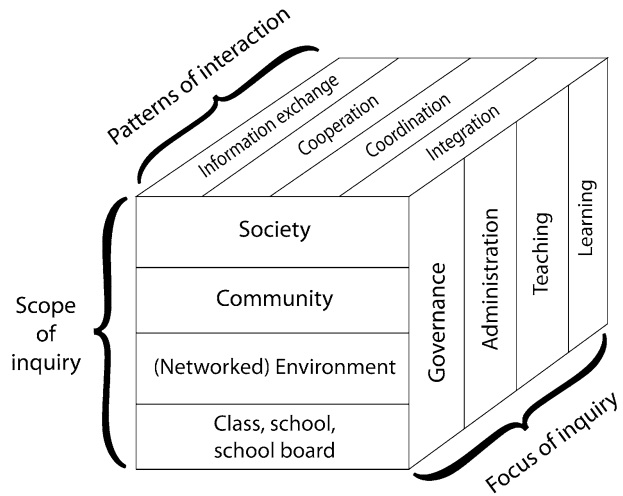 Patterns of interaction
Information exchange
Cooperation
Coordination
Integration
Scope
of
inquiry
Society
Community
(Networked) Environment
Class, school,
school board
Governance
Administration
Teaching
Learning
Focus of inquiry